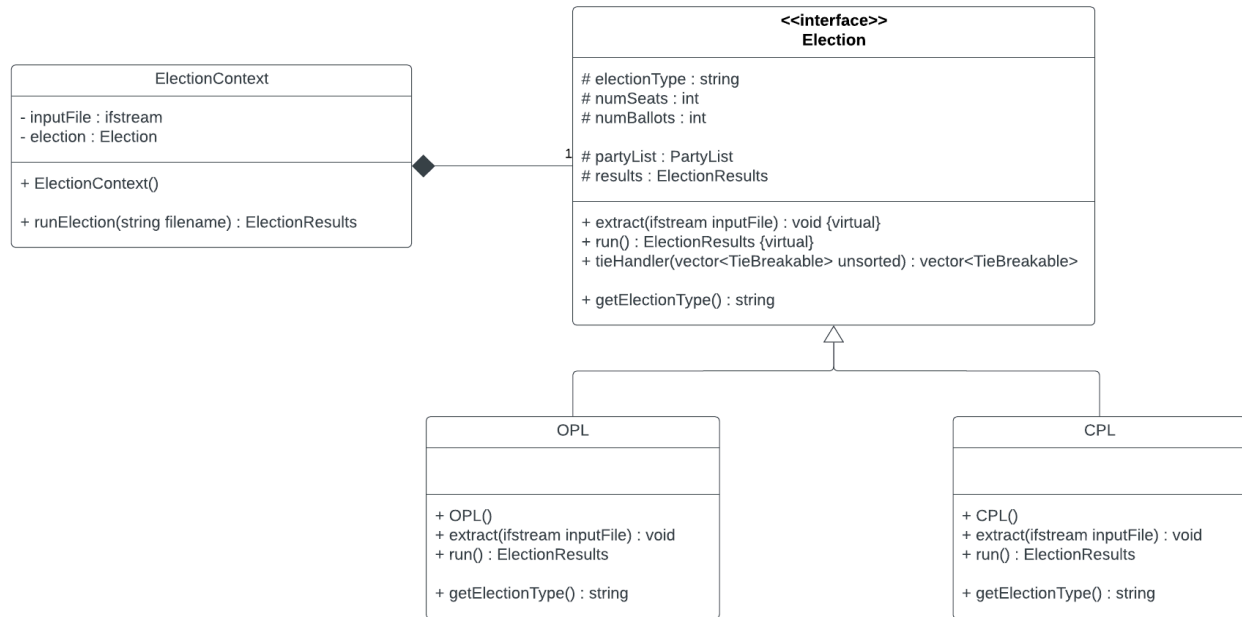 ElectionContext
- inputFile : ifstream
- election : Election
+ ElectionContext()
+ runElection(string filename) : ElectionResults
1
<<interface>>
Election
# electionType : string
# numSeats : int
# numBallots : int
# partyList : PartyList
# results : ElectionResults
+ extract(ifstream inputFile) : void {virtual}
+ run() : ElectionResults {virtual}
+ tieHandler(vector<TieBreakable> unsorted) : vector<TieBreakable>
+ getElectionType() : string
OPL
+ OPL()
+ extract(ifstream inputFile) : void
+ run() : ElectionResults
+ getElectionType() : string
CPL
+ CPL()
+ extract(ifstream inputFile) : void
+ run() : ElectionResults
+ getElectionType() : string